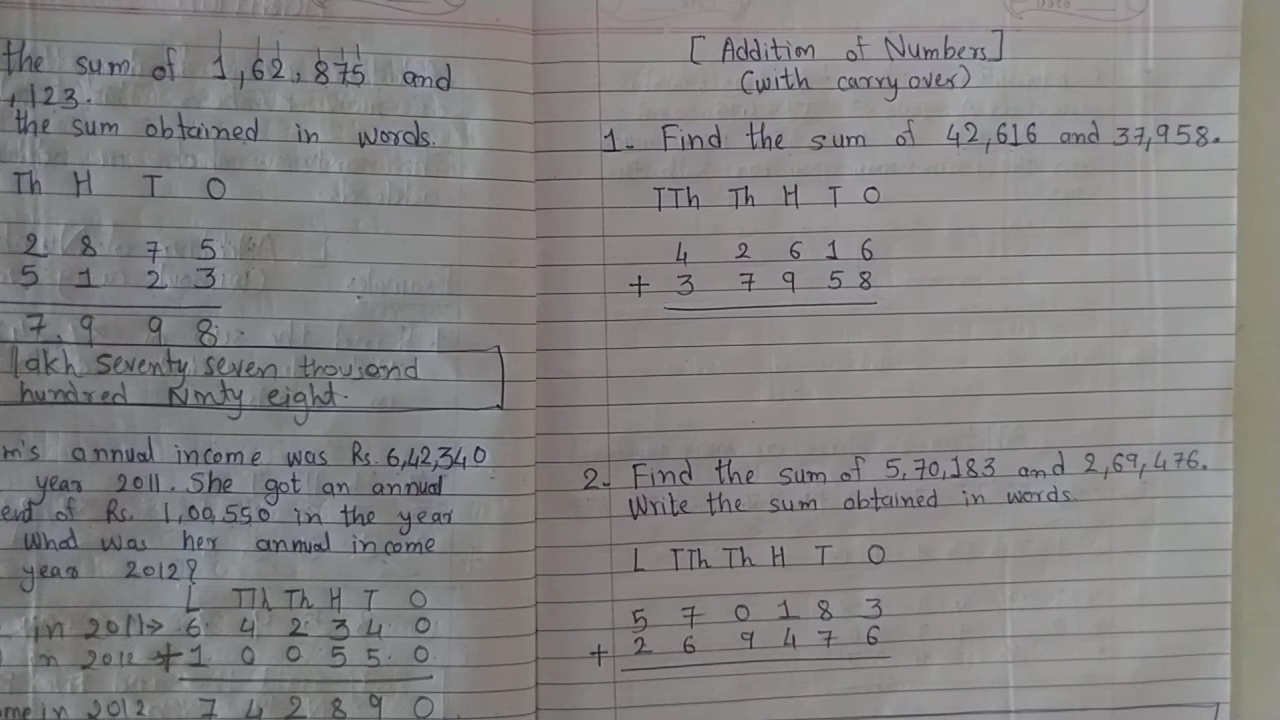 the sum of 1,62,875 and
,123.
the sum obtained in words.
Th H T O
2 8 7 5
5 1 2 3
7 9 9 8
lakh seventy seven thousand
hundred Ninty eight.
m's annual income was Rs. 6,42,340
year 2011. She got an annual
of Rs. 1,00,550 in the year
What was her annual income
year 2012?
L TTh Th H T O
in 2011→ 6 4 2 3 4 0
in 2012 + 1 0 0 5 5 0
me in 2012 7 4 2 8 9 0
[Addition of Numbers]
(with carry over)
1. Find the sum of 42,616 and 37,958.
TTh Th H T O
4 2 6 1 6
+ 3 7 9 5 8
2. Find the sum of 5,70,183 and 2,69,476.
Write the sum obtained in words.
L TTh Th H T O
5 7 0 1 8 3
+ 2 6 9 4 7 6